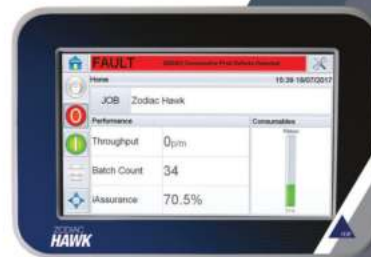 FAULT
Home 15:39 18/07/2017
JOB Zodiac Hawk
Performance Consumables
Throughput 0p/m
Batch Count 34
iAssurance 70.5%
ZODIAC
HAWK